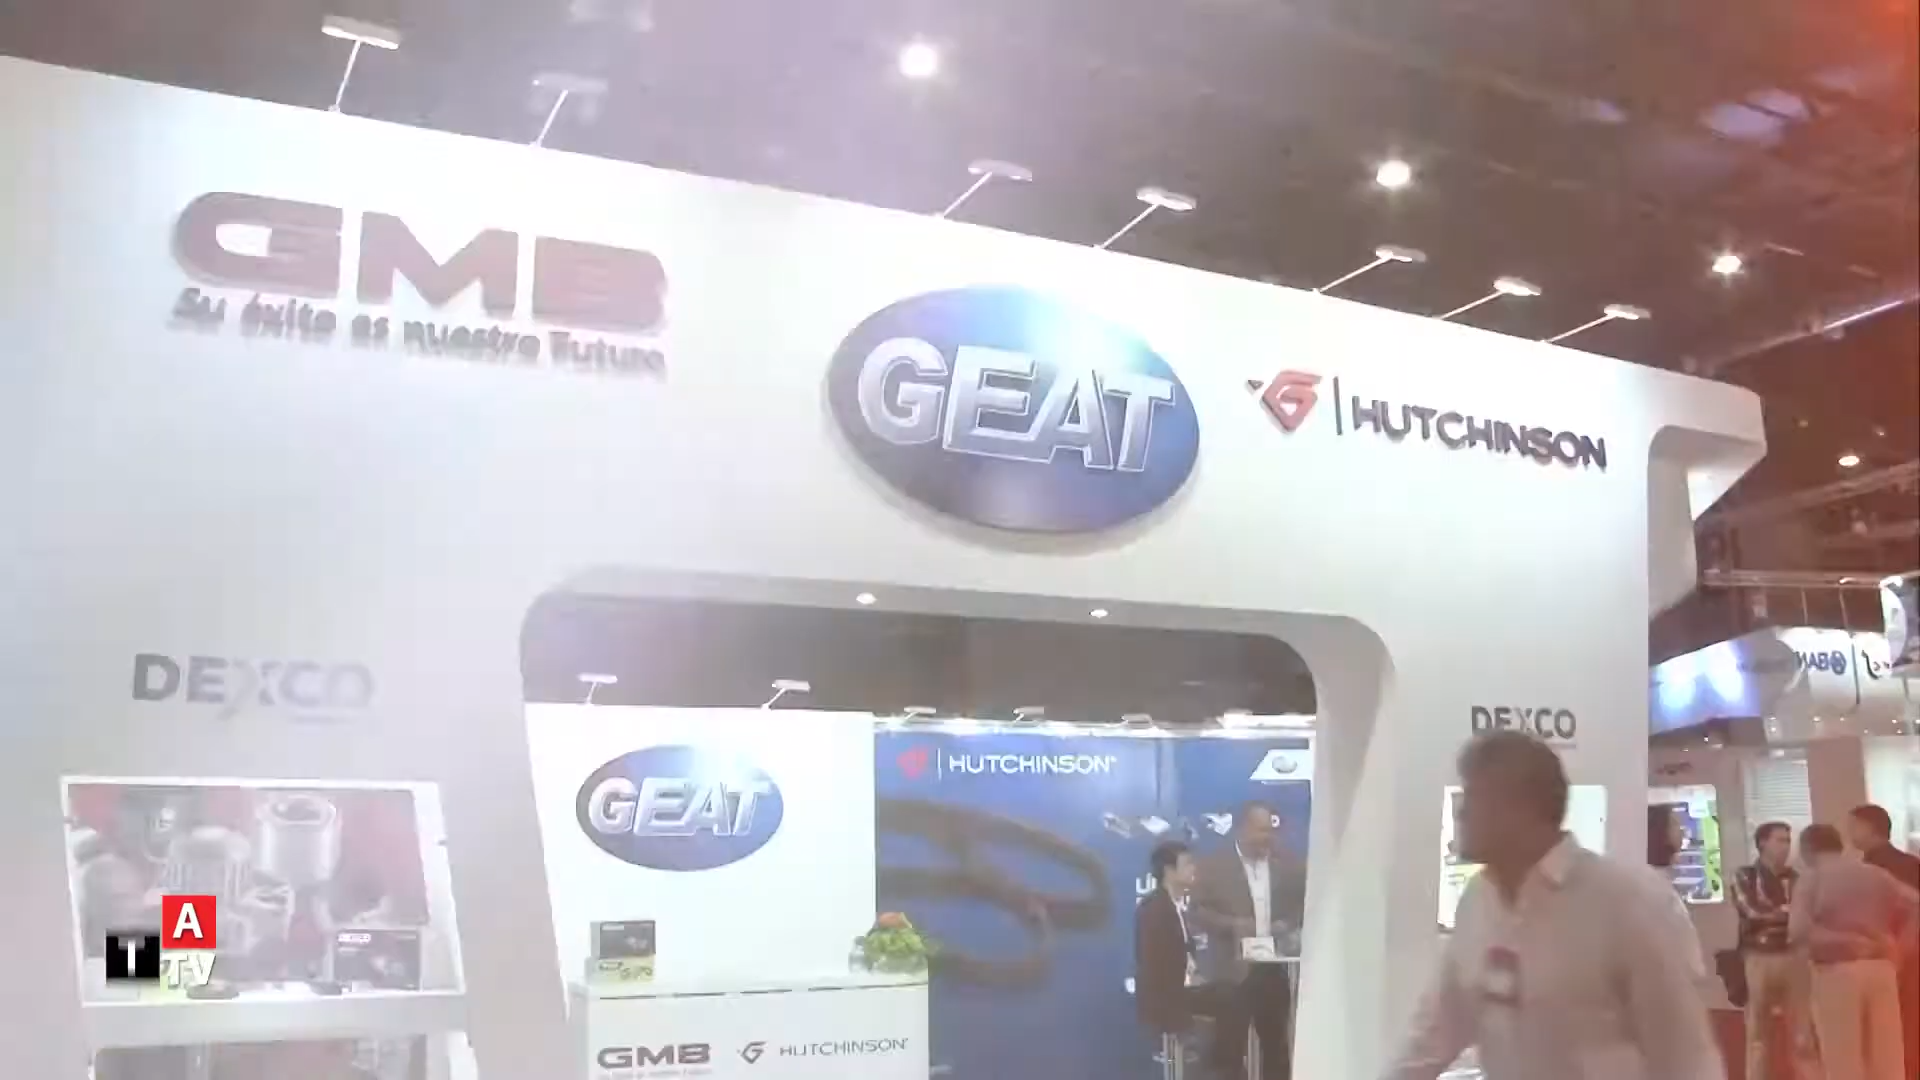 GMB
Su éxito es nuestro Futuro
GEAT
HUTCHINSON
DEXCO
DEXCO
GEAT
HUTCHINSON
GMB HUTCHINSON
A
T TV